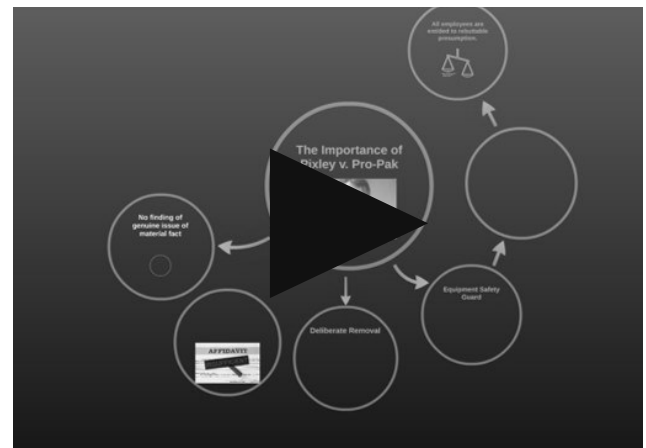 All employees are
entitled to rebuttable
presumption.
The Importance of
Bixley v. Pro-Pak
No finding of
genuine issue of
material fact
Equipment Safety
Guard
Deliberate Removal
AFFIDAVIT